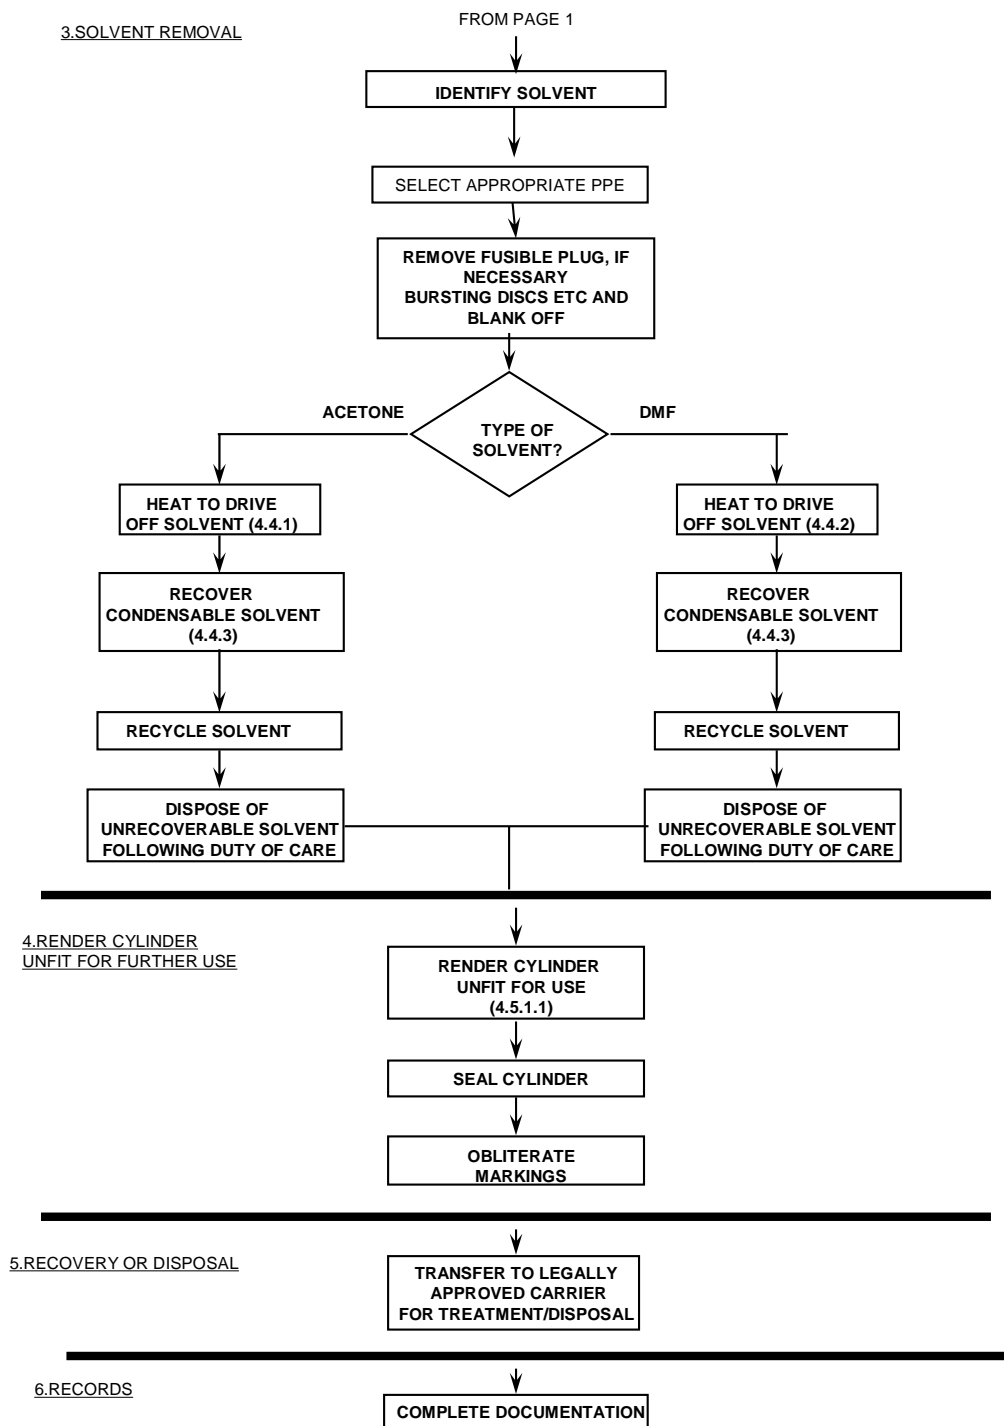 FROM PAGE 1
3.SOLVENT REMOVAL
IDENTIFY SOLVENT
SELECT APPROPRIATE PPE
REMOVE FUSIBLE PLUG, IF
NECESSARY
BURSTING DISCS ETC AND
BLANK OFF
ACETONE
DMF
TYPE OF
SOLVENT?
HEAT TO DRIVE
OFF SOLVENT (4.4.1)
HEAT TO DRIVE
OFF SOLVENT (4.4.2)
RECOVER
CONDENSABLE SOLVENT
(4.4.3)
RECOVER
CONDENSABLE SOLVENT
(4.4.3)
RECYCLE SOLVENT
RECYCLE SOLVENT
DISPOSE OF
UNRECOVERABLE SOLVENT
FOLLOWING DUTY OF CARE
DISPOSE OF
UNRECOVERABLE SOLVENT
FOLLOWING DUTY OF CARE
4.RENDER CYLINDER
UNFIT FOR FURTHER USE
RENDER CYLINDER
UNFIT FOR USE
(4.5.1.1)
SEAL CYLINDER
OBLITERATE
MARKINGS
5.RECOVERY OR DISPOSAL
TRANSFER TO LEGALLY
APPROVED CARRIER
FOR TREATMENT/DISPOSAL
6.RECORDS
COMPLETE DOCUMENTATION